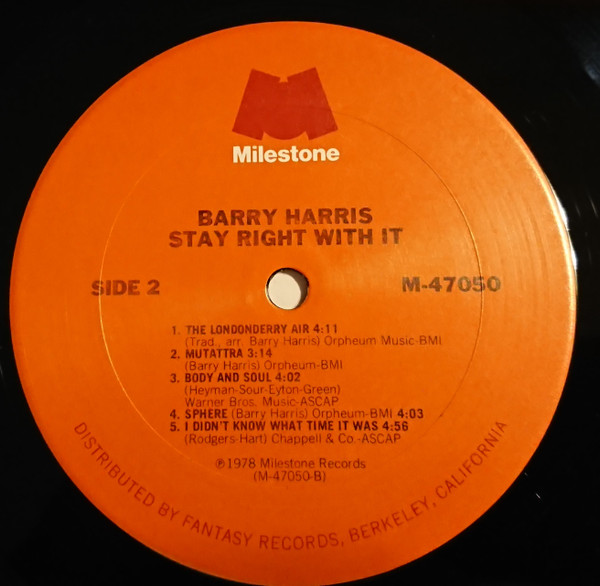 Milestone
BARRY HARRIS
STAY RIGHT WITH IT
SIDE 2
M-47050
1. THE LONDONDERRY AIR 4:11
(Trad., arr. Barry Harris) Orpheum Music-BMI
2. MUTATTRA 3:14
(Barry Harris) Orpheum-BMI
3. BODY AND SOUL 4:02
(Heyman-Sour-Eyton-Green)
Warner Bros. Music-ASCAP
4. SPHERE (Barry Harris) Orpheum-BMI 4:03
5. I DIDN'T KNOW WHAT TIME IT WAS 4:56
(Rodgers-Hart) Chappell & Co.-ASCAP
℗1978 Milestone Records
(M-47050-B)
DISTRIBUTED BY FANTASY RECORDS, BERKELEY, CALIFORNIA